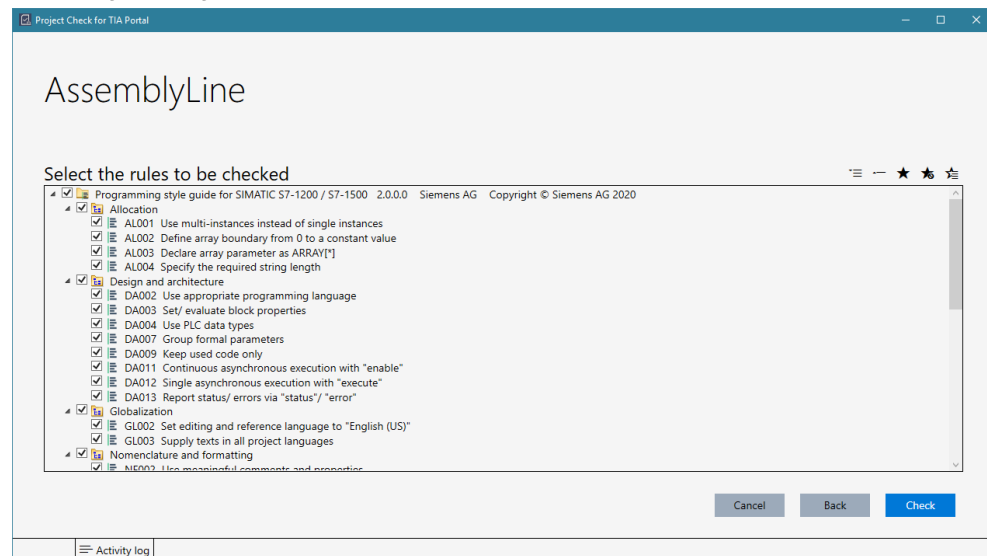 Project Check for TIA Portal
AssemblyLine
Select the rules to be checked
Programming style guide for SIMATIC S7-1200 / S7-1500 2.0.0.0 Siemens AG Copyright © Siemens AG 2020
Allocation
AL001 Use multi-instances instead of single instances
AL002 Define array boundary from 0 to a constant value
AL003 Declare array parameter as ARRAY[*]
AL004 Specify the required string length
Design and architecture
DA002 Use appropriate programming language
DA003 Set/ evaluate block properties
DA004 Use PLC data types
DA007 Group formal parameters
DA009 Keep used code only
DA011 Continuous asynchronous execution with "enable"
DA012 Single asynchronous execution with "execute"
DA013 Report status/ errors via "status"/ "error"
Globalization
GL002 Set editing and reference language to "English (US)"
GL003 Supply texts in all project languages
Nomenclature and formatting
NF002 Use meaningful comments and properties
Cancel Back Check
Activity log